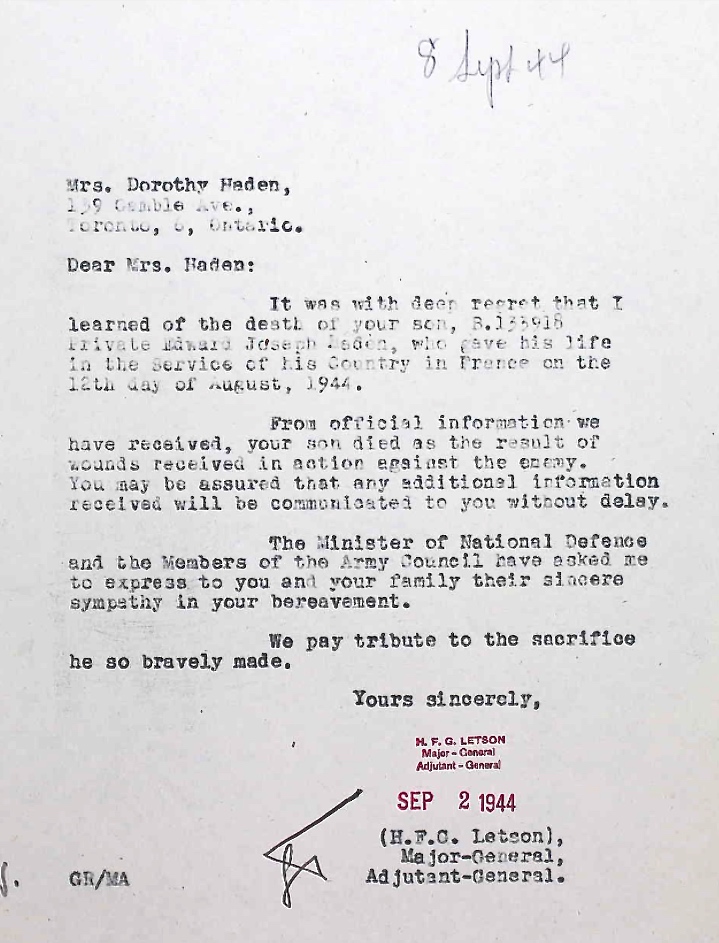 8 Sept 44
Mrs. Dorothy Haden,
139 Gamble Ave.,
Toronto, 6, Ontario.
Dear Mrs. Haden:
It was with deep regret that I
learned of the death of your son, B.133918
Private Edward Joseph Haden, who gave his life
in the Service of his Country in France on the
12th day of August, 1944.
From official information we
have received, your son died as the result of
wounds received in action against the enemy.
You may be assured that any additional information
received will be communicated to you without delay.
The Minister of National Defence
and the Members of the Army Council have asked me
to express to you and your family their sincere
sympathy in your bereavement.
We pay tribute to the sacrifice
he so bravely made.
Yours sincerely,
H. F. G. LETSON
Major - General
Adjutant - General
SEP 2 1944
(H.F.G. Letson),
Major-General,
Adjutant-General.
GR/MA